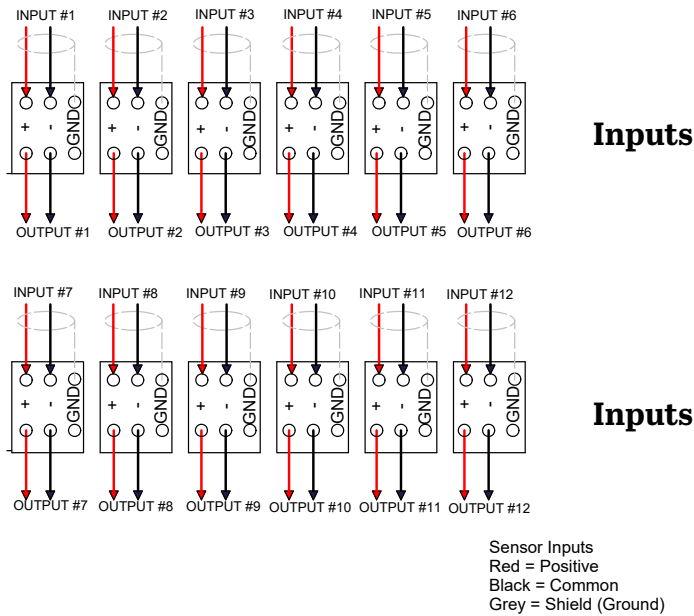 INPUT #1 INPUT #2 INPUT #3 INPUT #4 INPUT #5 INPUT #6
+ - GND + - GND + - GND + - GND + - GND + - GND
Inputs
OUTPUT #1 OUTPUT #2 OUTPUT #3 OUTPUT #4 OUTPUT #5 OUTPUT #6
INPUT #7 INPUT #8 INPUT #9 INPUT #10 INPUT #11 INPUT #12
+ - GND + - GND + - GND + - GND + - GND + - GND
Inputs
OUTPUT #7 OUTPUT #8 OUTPUT #9 OUTPUT #10 OUTPUT #11 OUTPUT #12
Sensor Inputs
Red = Positive
Black = Common
Grey = Shield (Ground)